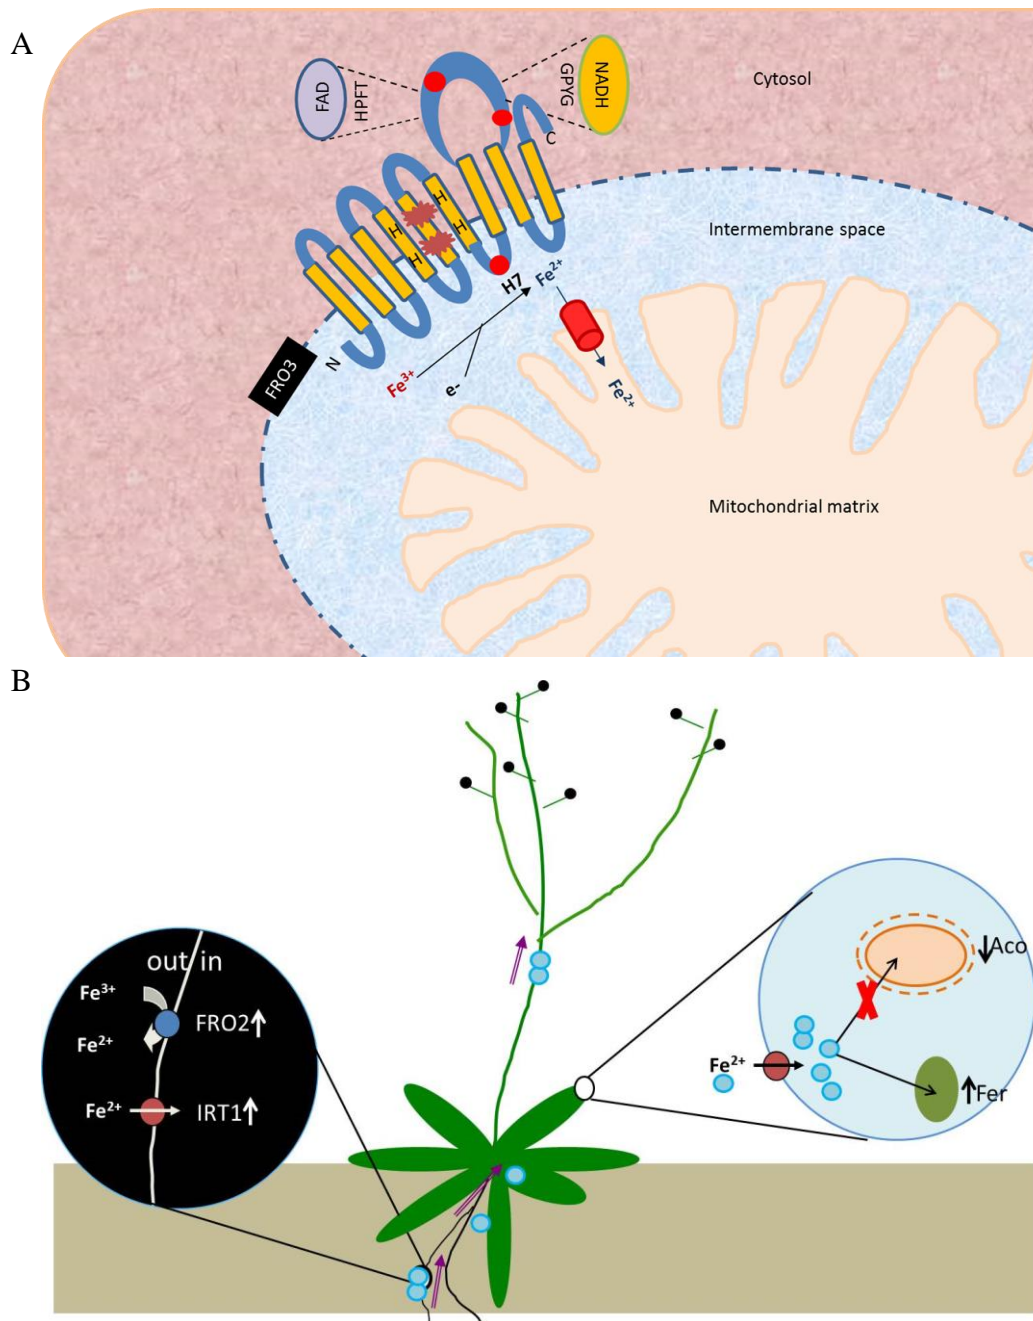 A
FAD
HPFT
GPYG
NADH
Cytosol
C
H
H
H
H
Intermembrane space
H7
Fe²⁺
FRO3
N
Fe³⁺
e-
Fe²⁺
Mitochondrial matrix
B
out in
Fe³⁺
FRO2↑
Fe²⁺
Fe²⁺
IRT1↑
↓Aco
Fe²⁺
↑Fer